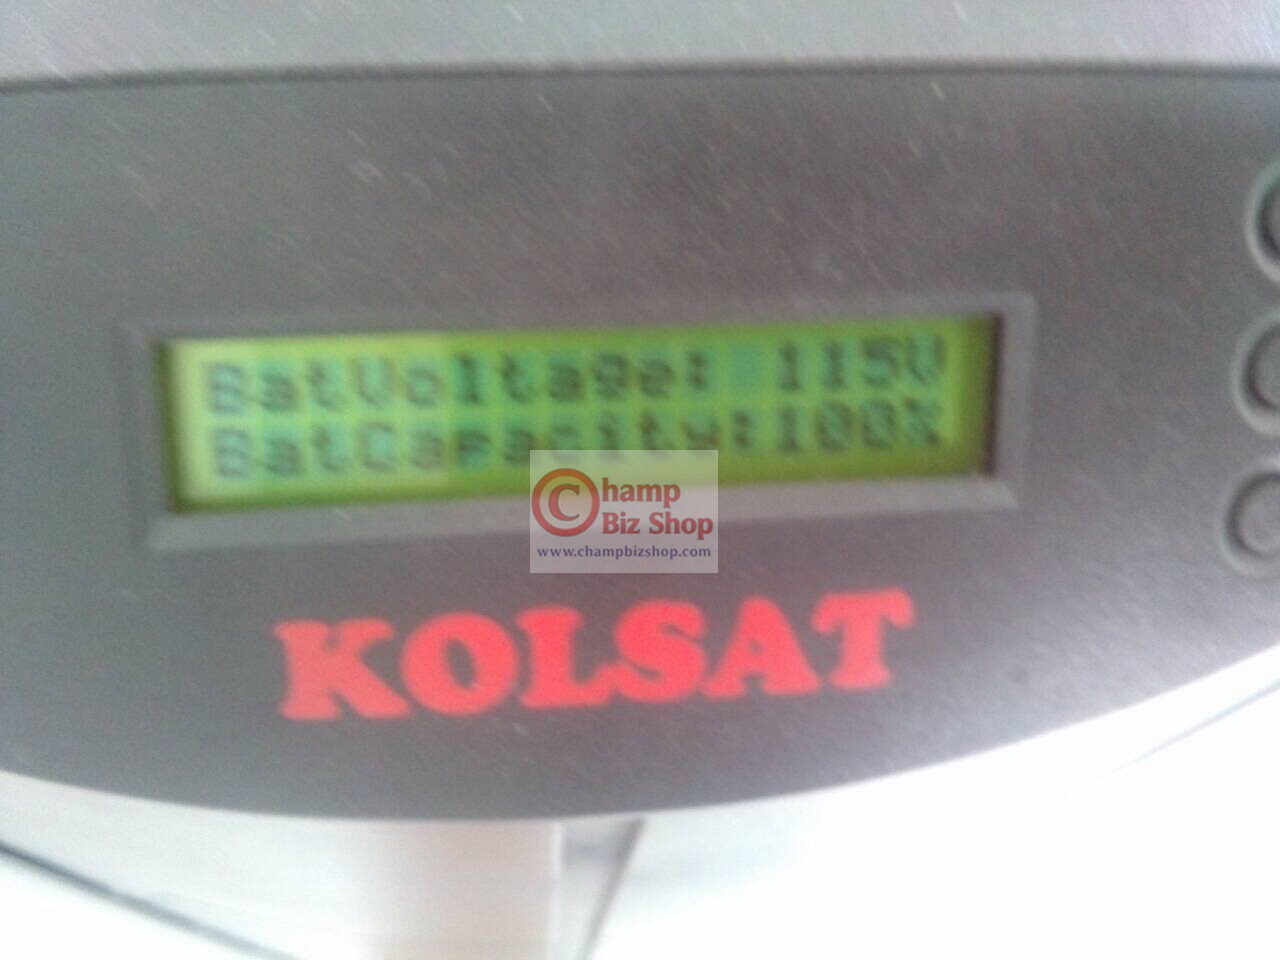 BatVoltage: 115V
BatCapacity:100%
Champ
Biz Shop
www.champbizshop.com
KOLSAT